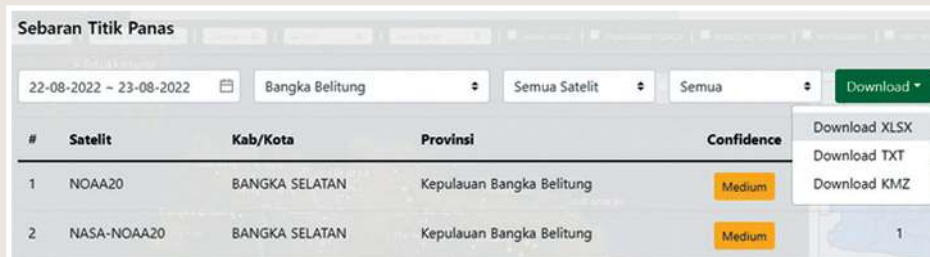 Sebaran Titik Panas
22-08-2022 ~ 23-08-2022 Bangka Belitung Semua Satelit Semua Download
Download XLSX
Download TXT
Download KMZ
# Satelit Kab/Kota Provinsi Confidence
1 NOAA20 BANGKA SELATAN Kepulauan Bangka Belitung Medium
2 NASA-NOAA20 BANGKA SELATAN Kepulauan Bangka Belitung Medium 1